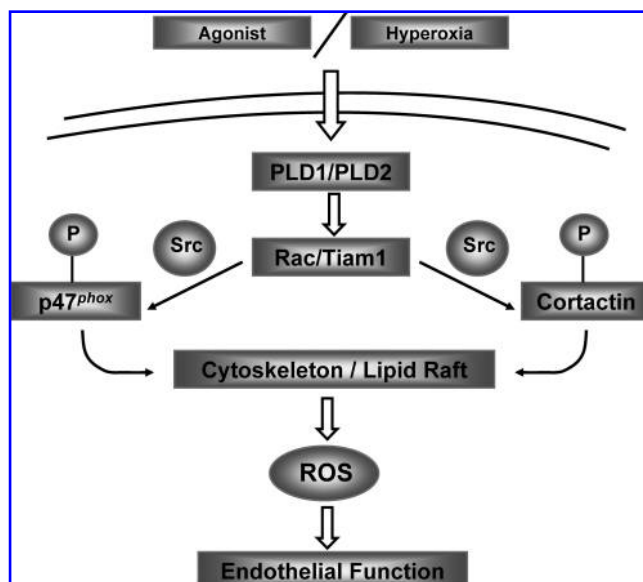 Agonist
Hyperoxia
PLD1/PLD2
P
Src
Rac/Tiam1
Src
P
p47phox
Cortactin
Cytoskeleton / Lipid Raft
ROS
Endothelial Function